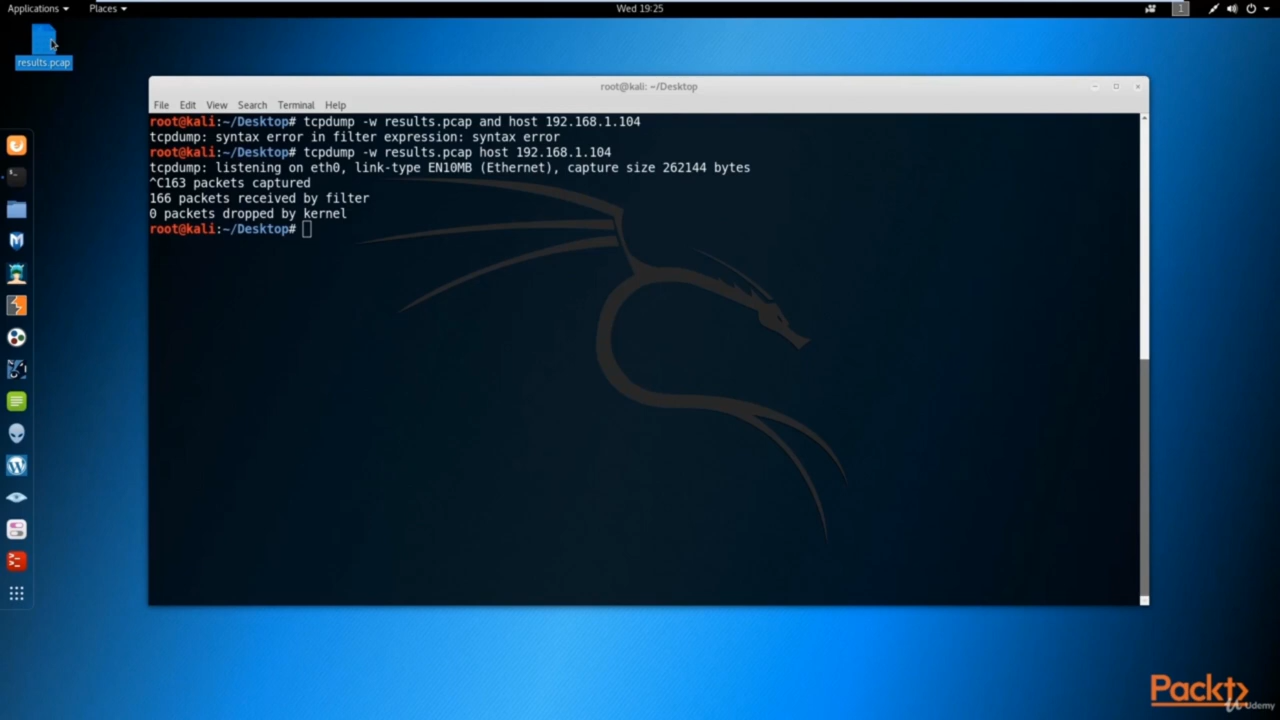 Applications
Places
Wed 19:25
1
results.pcap
root@kali: ~/Desktop
File Edit View Search Terminal Help
root@kali:~/Desktop# tcpdump -w results.pcap and host 192.168.1.104
tcpdump: syntax error in filter expression: syntax error
root@kali:~/Desktop# tcpdump -w results.pcap host 192.168.1.104
tcpdump: listening on eth0, link-type EN10MB (Ethernet), capture size 262144 bytes
^C163 packets captured
166 packets received by filter
0 packets dropped by kernel
root@kali:~/Desktop#
Packt
Udemy